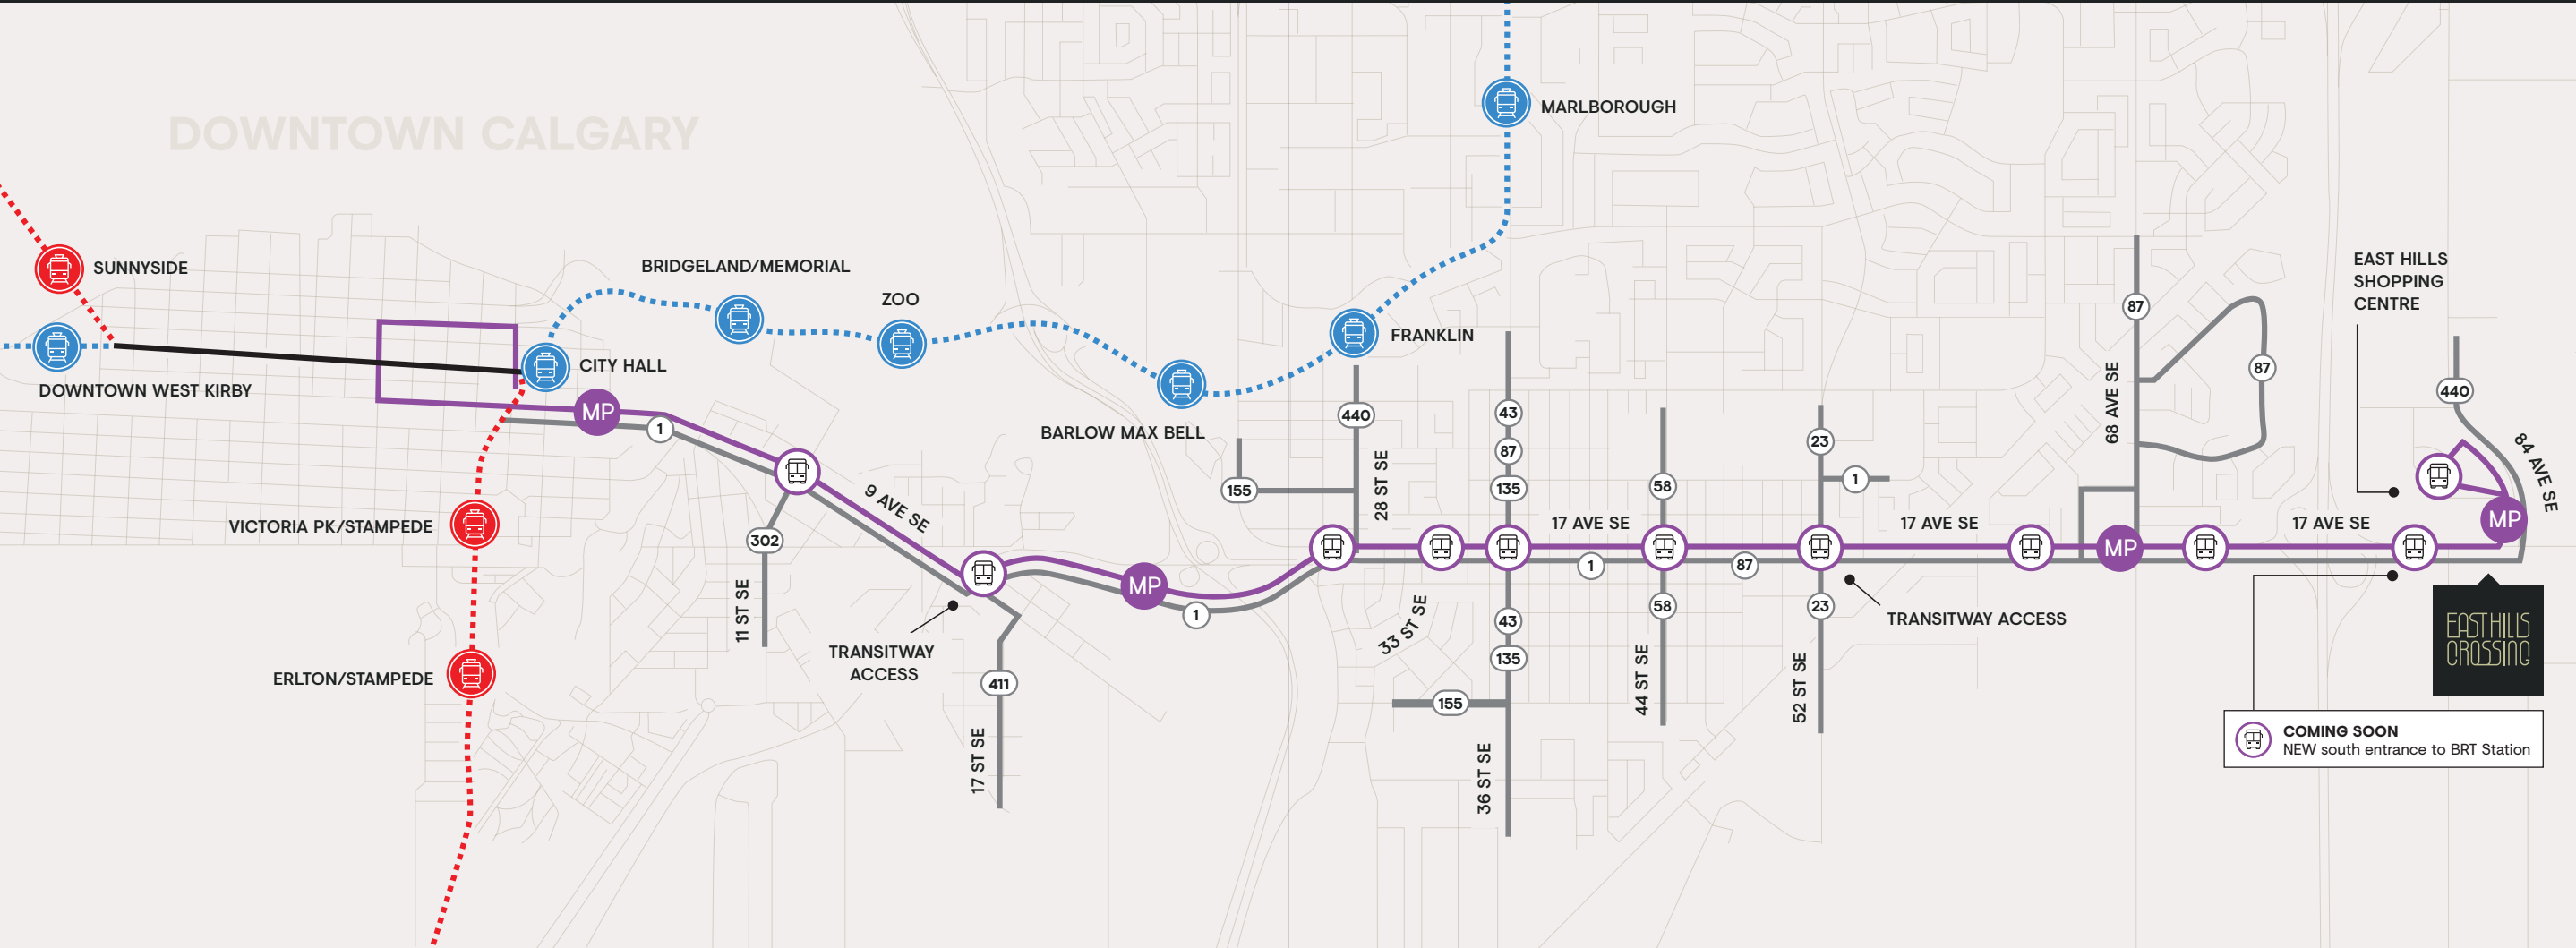 DOWNTOWN CALGARY
MARLBOROUGH
SUNNYSIDE
BRIDGELAND/MEMORIAL
ZOO
EAST HILLS
SHOPPING
CENTRE
FRANKLIN
CITY HALL
DOWNTOWN WEST KIRBY
BARLOW MAX BELL
MP
1
440
43
87
135
28 ST SE
155
58
23
1
87
68 AVE SE
87
440
84 AVE SE
VICTORIA PK/STAMPEDE
9 AVE SE
302
11 ST SE
17 AVE SE
17 AVE SE
17 AVE SE
MP
MP
MP
1
1
87
TRANSITWAY
ACCESS
411
17 ST SE
33 ST SE
43
135
155
36 ST SE
58
44 ST SE
23
52 ST SE
TRANSITWAY ACCESS
ERLTON/STAMPEDE
EASTHILLS
CROSSING
COMING SOON
NEW south entrance to BRT Station